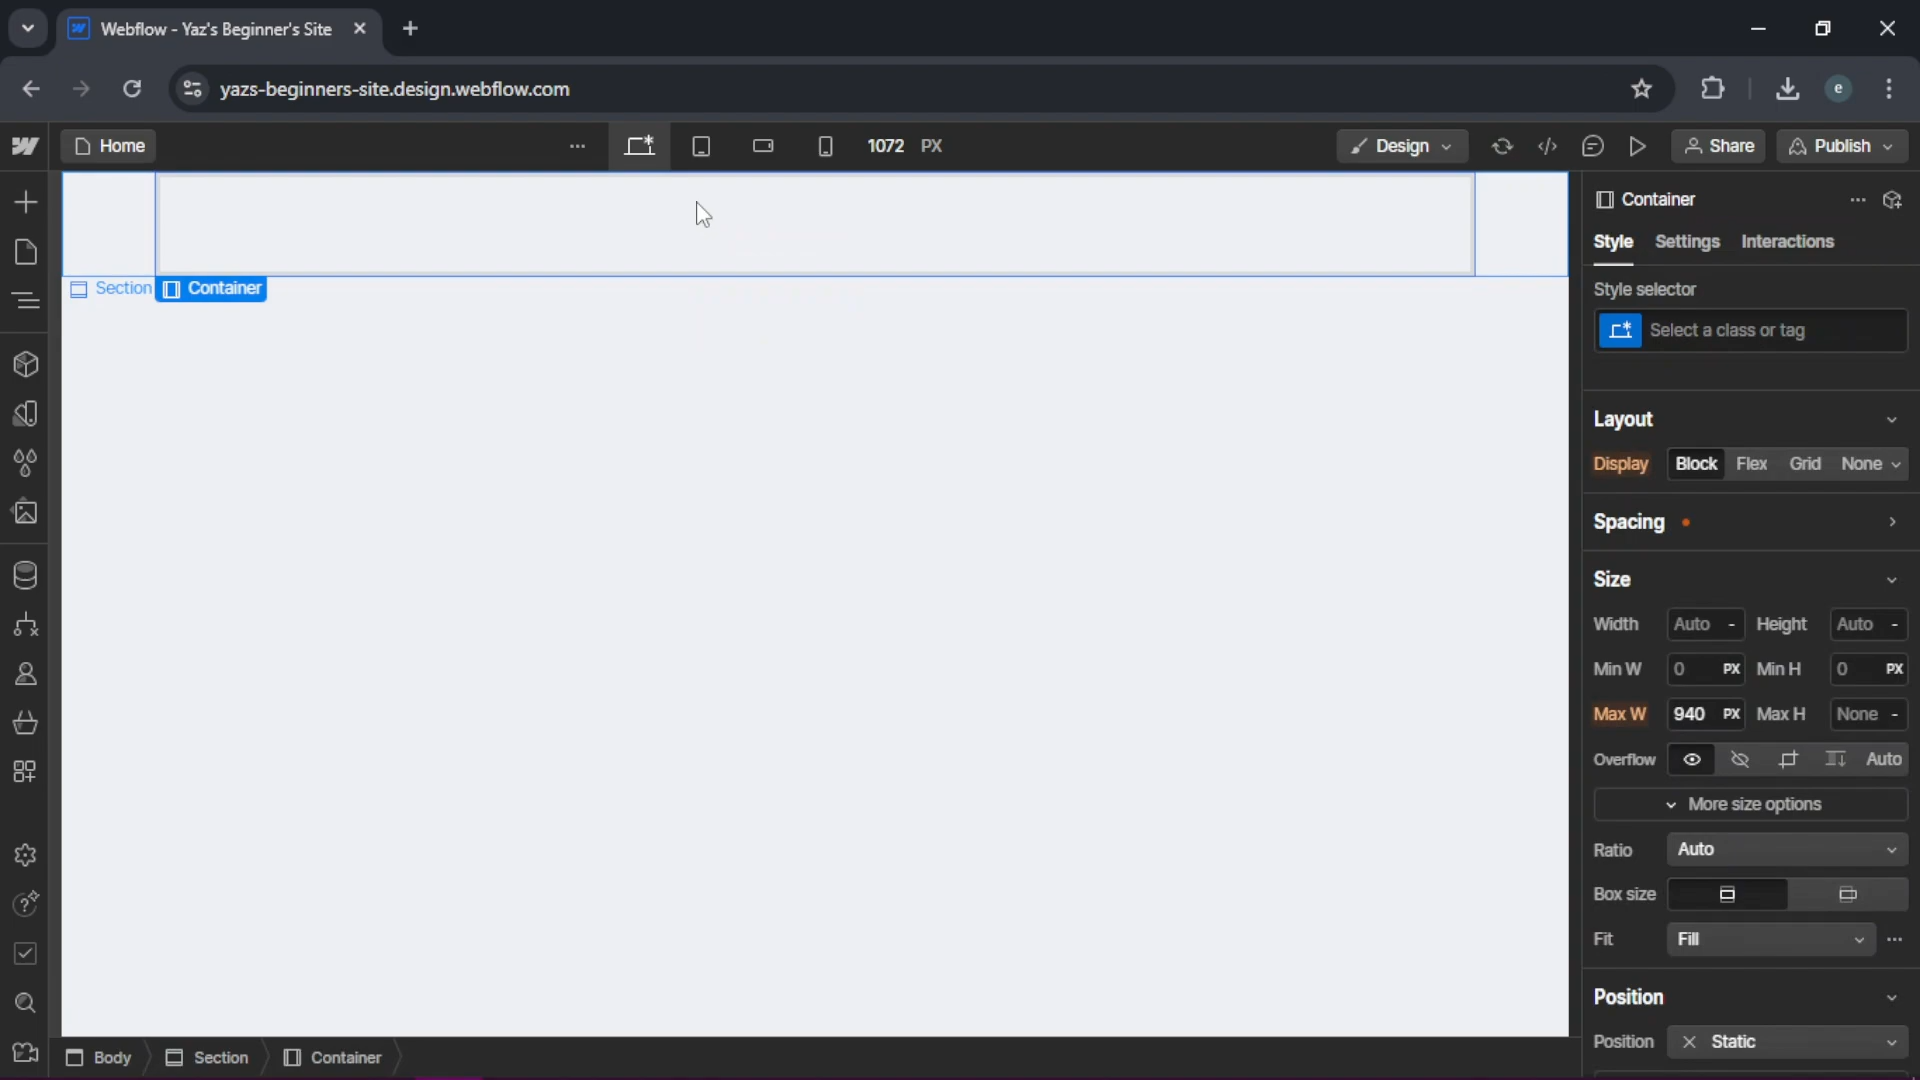 Webflow - Yaz's Beginner's Site
yazs-beginners-site.design.webflow.com
e
Home
1072 PX
Design
Share
Publish
Section
Container
Container
Style Settings Interactions
Style selector
Select a class or tag
Layout
Display Block Flex Grid None
Spacing
Size
Width Auto - Height Auto -
Min W 0 PX Min H 0 PX
Max W 940 PX Max H None -
Overflow Auto
More size options
Ratio Auto
Box size
Fit Fill
Position
Position Static
Body Section Container